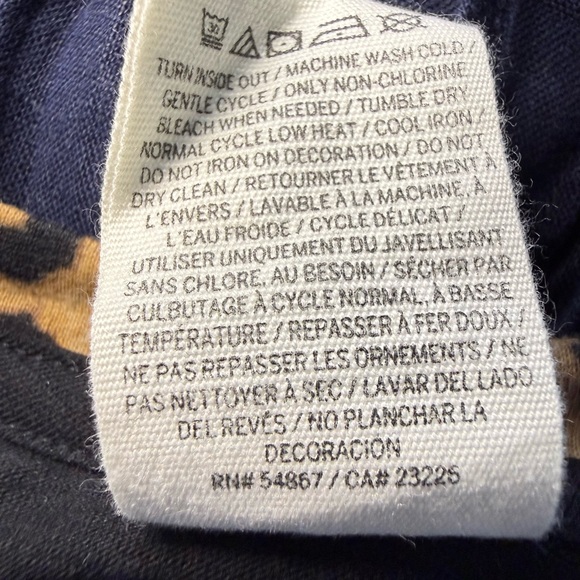 30
TURN INSIDE OUT / MACHINE WASH COLD /
GENTLE CYCLE / ONLY NON-CHLORINE
BLEACH WHEN NEEDED / TUMBLE DRY
NORMAL CYCLE LOW HEAT / COOL IRON /
DO NOT IRON ON DECORATION / DO NOT
DRY CLEAN / RETOURNER LE VÊTEMENT À
L'ENVERS / LAVABLE À LA MACHINE, À
L'EAU FROIDE / CYCLE DÉLICAT /
UTILISER UNIQUEMENT DU JAVELLISANT
SANS CHLORE, AU BESOIN / SÉCHER PAR
CULBUTAGE À CYCLE NORMAL, À BASSE
TEMPÉRATURE / REPASSER À FER DOUX /
NE PAS REPASSER LES ORNEMENTS / NE
PAS NETTOYER À SEC / LAVAR DEL LADO
DEL REVÉS / NO PLANCHAR LA
DECORACION
RN# 54867 / CA# 23226